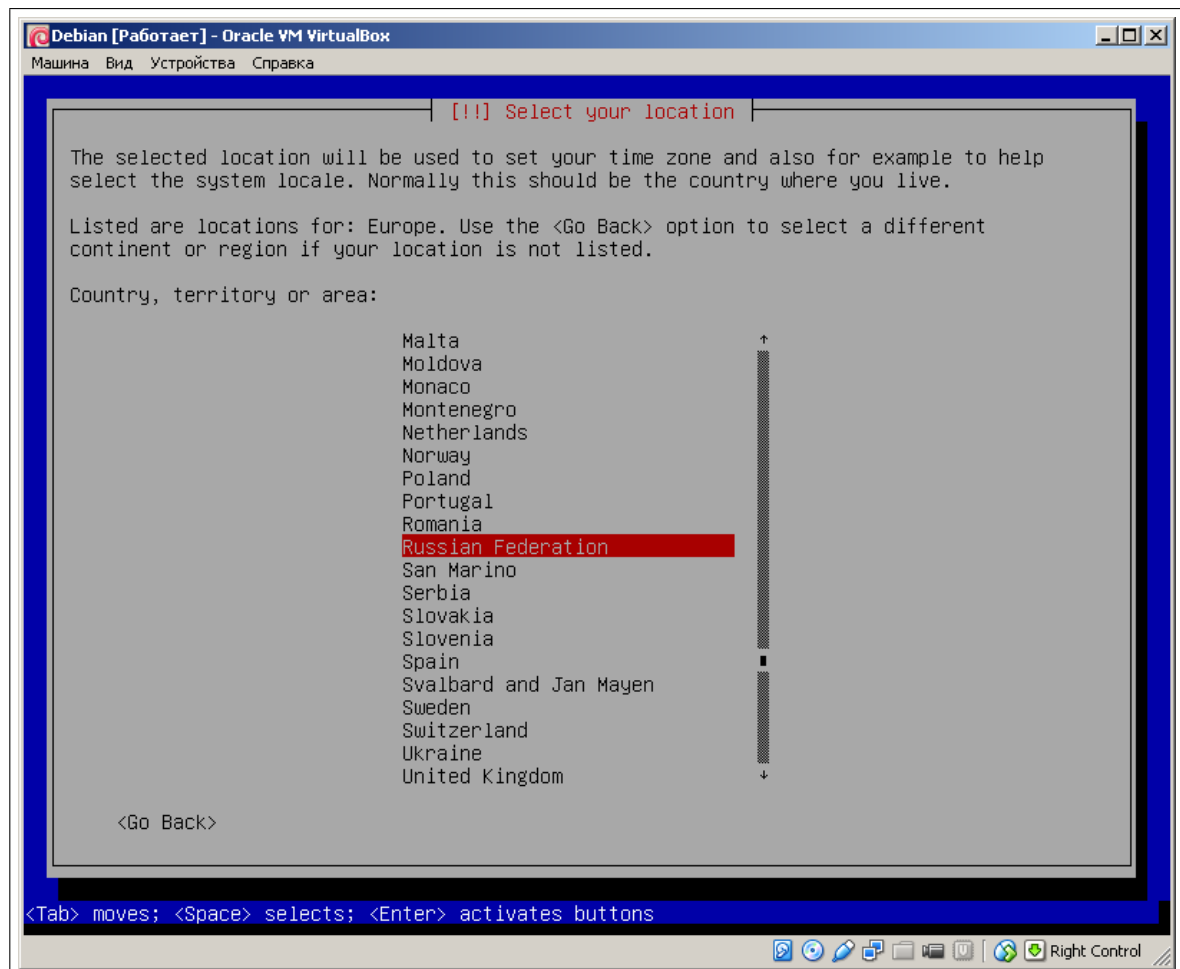 Debian [Работает] - Oracle VM VirtualBox
Машина Вид Устройства Справка
[!!] Select your location
The selected location will be used to set your time zone and also for example to help
select the system locale. Normally this should be the country where you live.
Listed are locations for: Europe. Use the <Go Back> option to select a different
continent or region if your location is not listed.
Country, territory or area:
Malta
Moldova
Monaco
Montenegro
Netherlands
Norway
Poland
Portugal
Romania
Russian Federation
San Marino
Serbia
Slovakia
Slovenia
Spain
Svalbard and Jan Mayen
Sweden
Switzerland
Ukraine
United Kingdom
<Go Back>
<Tab> moves; <Space> selects; <Enter> activates buttons
Right Control